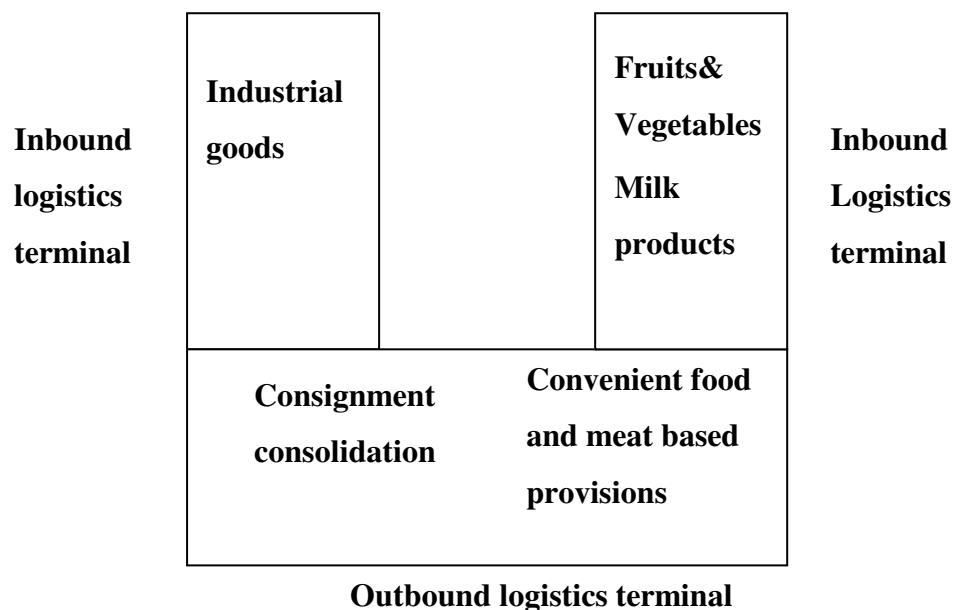 Inbound
logistics
terminal
Industrial
goods
Fruits&
Vegetables
Milk
products
Inbound
Logistics
terminal
Consignment
consolidation
Convenient food
and meat based
provisions
Outbound logistics terminal